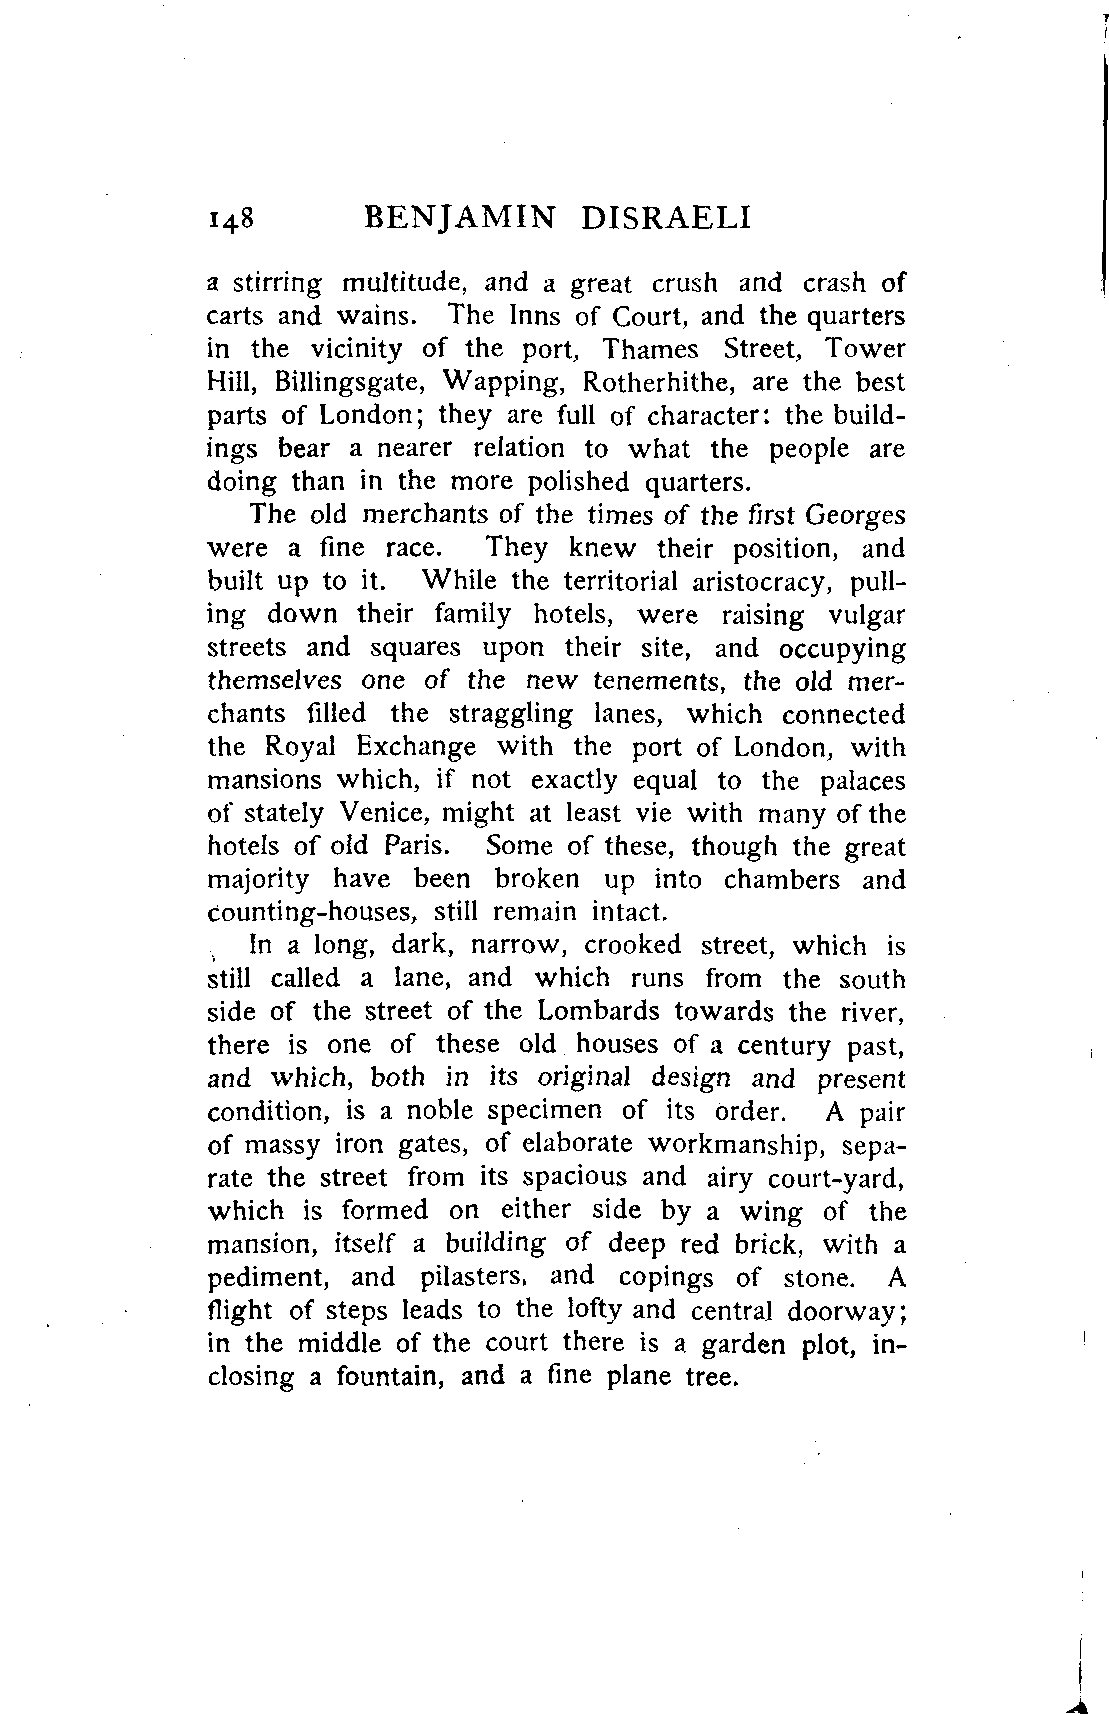 148 BENJAMIN DISRAELI
a stirring multitude, and a great crush and crash of
carts and wains. The Inns of Court, and the quarters
in the vicinity of the port, Thames Street, Tower
Hill, Billingsgate, Wapping, Rotherhithe, are the best
parts of London; they are full of character: the build-
ings bear a nearer relation to what the people are
doing than in the more polished quarters.
The old merchants of the times of the first Georges
were a fine race. They knew their position, and
built up to it. While the territorial aristocracy, pull-
ing down their family hotels, were raising vulgar
streets and squares upon their site, and occupying
themselves one of the new tenements, the old mer-
chants filled the straggling lanes, which connected
the Royal Exchange with the port of London, with
mansions which, if not exactly equal to the palaces
of stately Venice, might at least vie with many of the
hotels of old Paris. Some of these, though the great
majority have been broken up into chambers and
counting-houses, still remain intact.
In a long, dark, narrow, crooked street, which is
still called a lane, and which runs from the south
side of the street of the Lombards towards the river,
there is one of these old houses of a century past,
and which, both in its original design and present
condition, is a noble specimen of its order. A pair
of massy iron gates, of elaborate workmanship, sepa-
rate the street from its spacious and airy court-yard,
which is formed on either side by a wing of the
mansion, itself a building of deep red brick, with a
pediment, and pilasters, and copings of stone. A
flight of steps leads to the lofty and central doorway;
in the middle of the court there is a garden plot, in-
closing a fountain, and a fine plane tree.